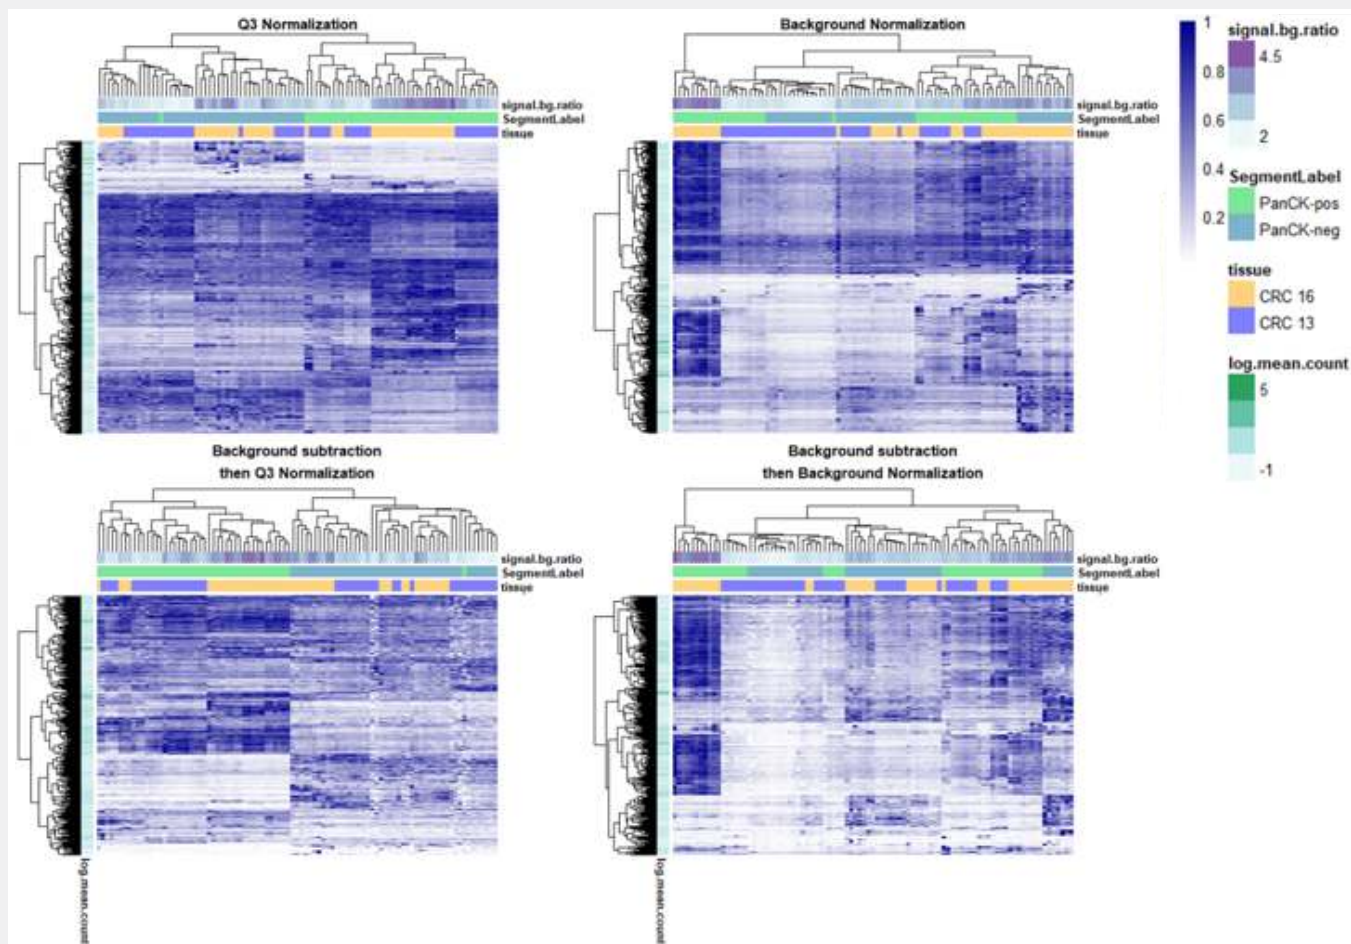 Q3 Normalization
signal.bg.ratio
SegmentLabel
tissue
Background Normalization
signal.bg.ratio
SegmentLabel
tissue
1
0.8
0.6
0.4
0.2
signal.bg.ratio
4.5
2
SegmentLabel
PanCK-pos
PanCK-neg
tissue
CRC 16
CRC 13
log.mean.count
5
-1
Background subtraction
then Q3 Normalization
signal.bg.ratio
SegmentLabel
tissue
log.mean.count
Background subtraction
then Background Normalization
signal.bg.ratio
SegmentLabel
tissue
log.mean.count